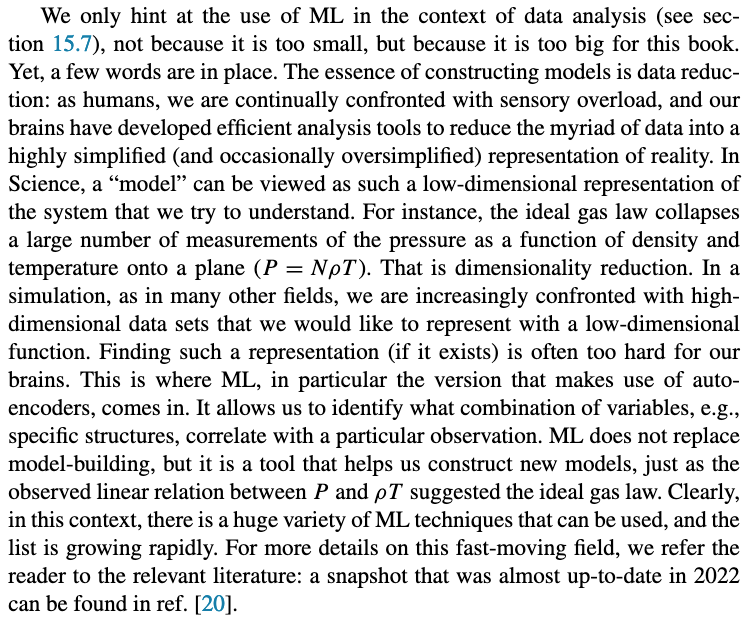 We only hint at the use of ML in the context of data analysis (see sec-
tion 15.7), not because it is too small, but because it is too big for this book.
Yet, a few words are in place. The essence of constructing models is data reduc-
tion: as humans, we are continually confronted with sensory overload, and our
brains have developed efficient analysis tools to reduce the myriad of data into a
highly simplified (and occasionally oversimplified) representation of reality. In
Science, a “model” can be viewed as such a low-dimensional representation of
the system that we try to understand. For instance, the ideal gas law collapses
a large number of measurements of the pressure as a function of density and
temperature onto a plane (P = NρT). That is dimensionality reduction. In a
simulation, as in many other fields, we are increasingly confronted with high-
dimensional data sets that we would like to represent with a low-dimensional
function. Finding such a representation (if it exists) is often too hard for our
brains. This is where ML, in particular the version that makes use of auto-
encoders, comes in. It allows us to identify what combination of variables, e.g.,
specific structures, correlate with a particular observation. ML does not replace
model-building, but it is a tool that helps us construct new models, just as the
observed linear relation between P and ρT suggested the ideal gas law. Clearly,
in this context, there is a huge variety of ML techniques that can be used, and the
list is growing rapidly. For more details on this fast-moving field, we refer the
reader to the relevant literature: a snapshot that was almost up-to-date in 2022
can be found in ref. [20].